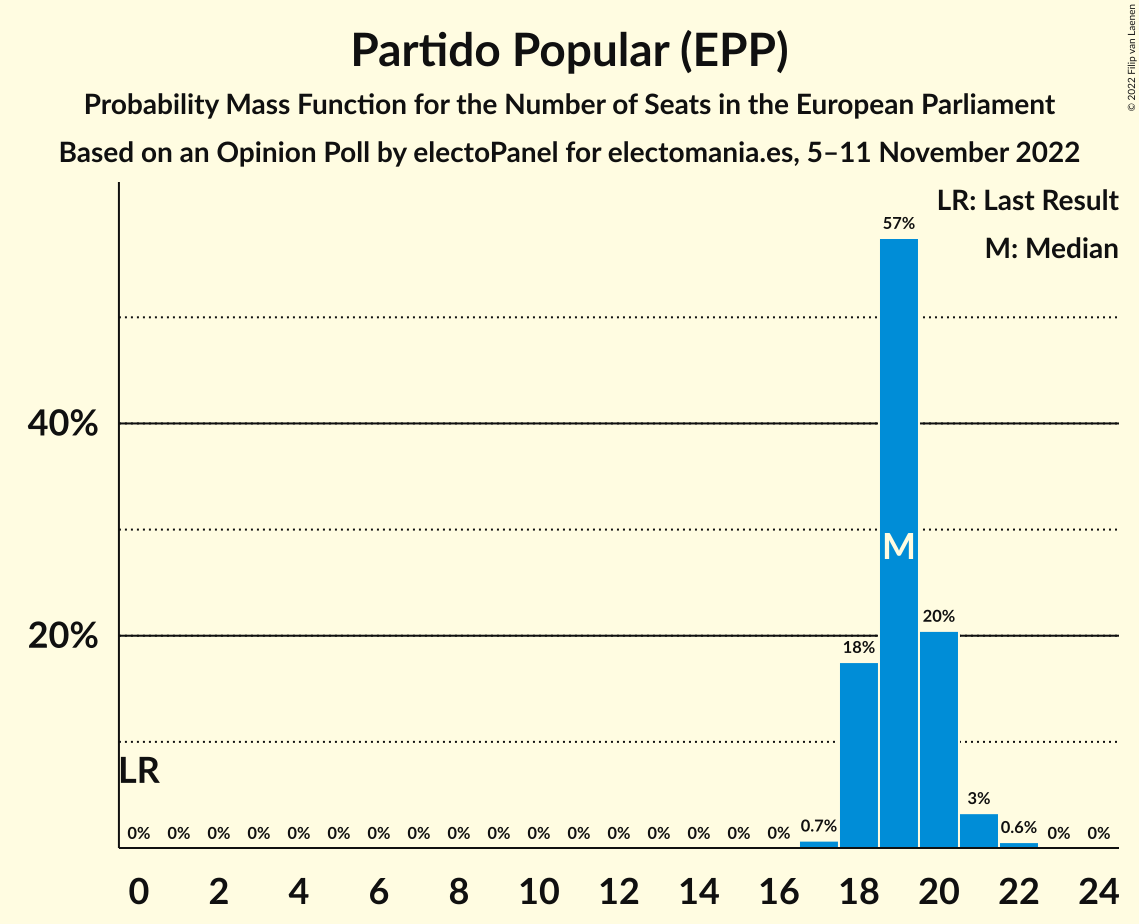 Partido Popular (EPP)
Probability Mass Function for the Number of Seats in the European Parliament
Based on an Opinion Poll by electoPanel for electomania.es, 5–11 November 2022
© 2022 Filip van Laenen
LR: Last Result
M: Median
57%
40%
M
20%
20%
18%
LR
3%
0% 0% 0% 0% 0% 0% 0% 0% 0% 0% 0% 0% 0% 0% 0% 0% 0% 0.7% 0.6% 0% 0%
0 2 4 6 8 10 12 14 16 18 20 22 24